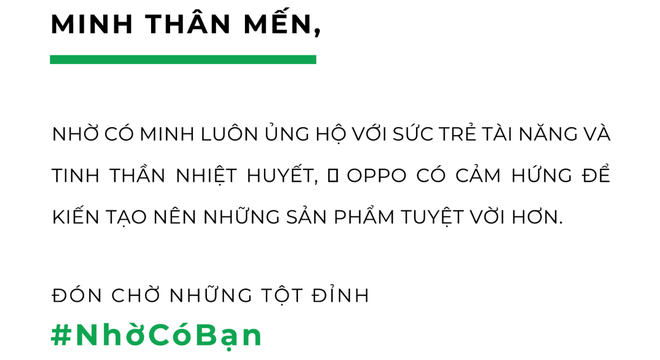 MINH THÂN MẾN,
NHỜ CÓ MINH LUÔN ỦNG HỘ VỚI SỨC TRẺ TÀI NĂNG VÀ
TINH THẦN NHIỆT HUYẾT, ▯ OPPO CÓ CẢM HỨNG ĐỂ
KIẾN TẠO NÊN NHỮNG SẢN PHẨM TUYỆT VỜI HƠN.
ĐÓN CHỜ NHỮNG TỘT ĐỈNH
#NhờCóBạn